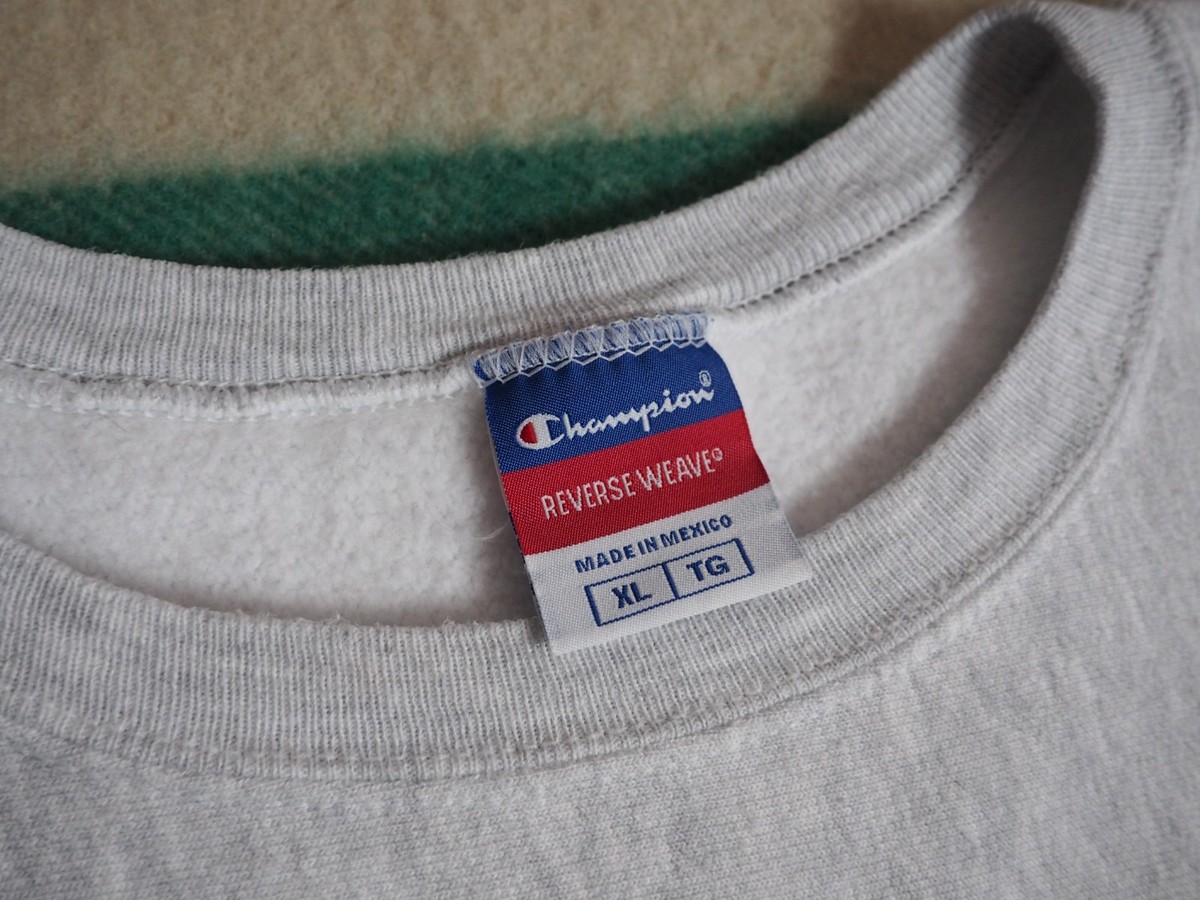 Champion®
REVERSE WEAVE®
MADE IN MEXICO
XL TG